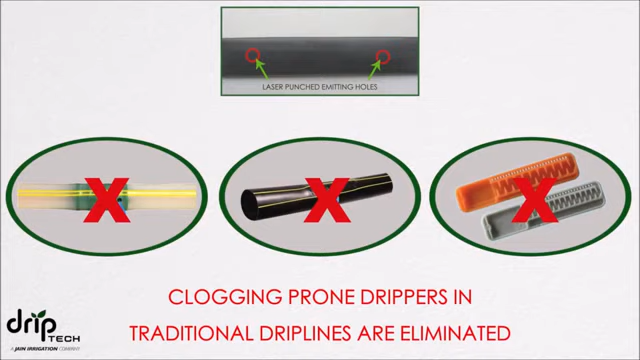 LASER PUNCHED EMITTING HOLES
X
X
X
CLOGGING PRONE DRIPPERS IN
TRADITIONAL DRIPLINES ARE ELIMINATED
drip
TECH
A JAIN IRRIGATION COMPANY